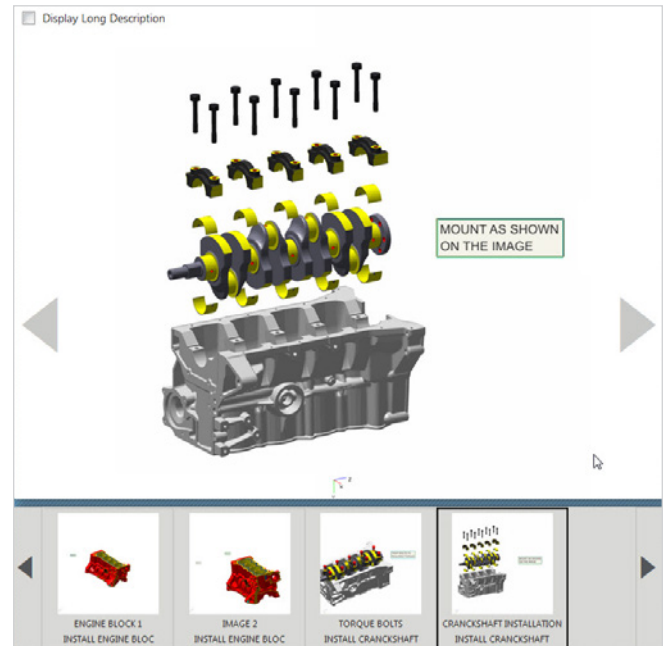 Display Long Description
MOUNT AS SHOWN
ON THE IMAGE
ENGINE BLOCK 1
INSTALL ENGINE BLOC
IMAGE 2
INSTALL ENGINE BLOC
TORQUE BOLTS
INSTALL CRANCKSHAFT
CRANCKSHAFT INSTALLATION
INSTALL CRANCKSHAFT